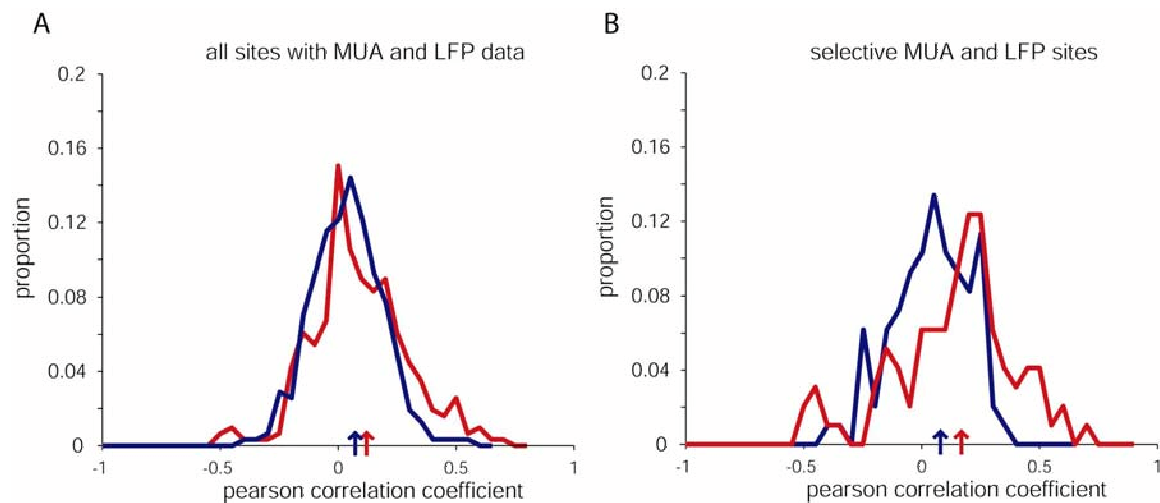 A
all sites with MUA and LFP data
0.2
0.16
0.12
0.08
0.04
0
proportion
-1
-0.5
0
0.5
1
pearson correlation coefficient
B
selective MUA and LFP sites
0.2
0.16
0.12
0.08
0.04
0
proportion
-1
-0.5
0
0.5
1
pearson correlation coefficient